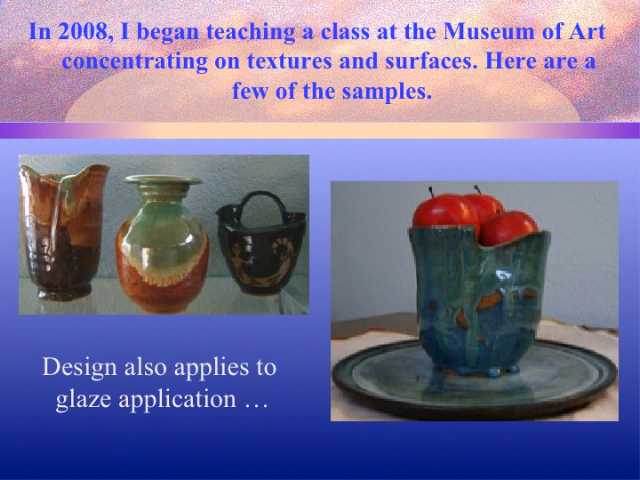 In 2008, I began teaching a class at the Museum of Art
concentrating on textures and surfaces. Here are a
few of the samples.
Design also applies to
glaze application …